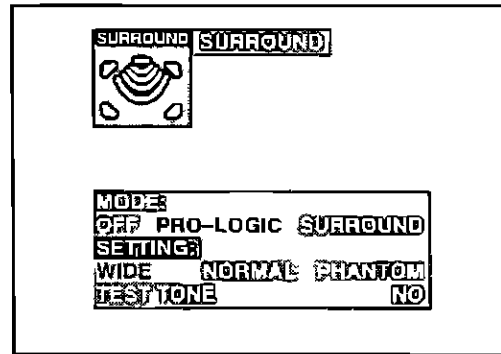 SURROUND SURROUND
MODE:
OFF PRO-LOGIC SURROUND
SETTING:
WIDE NORMAL PHANTOM
TEST TONE NO